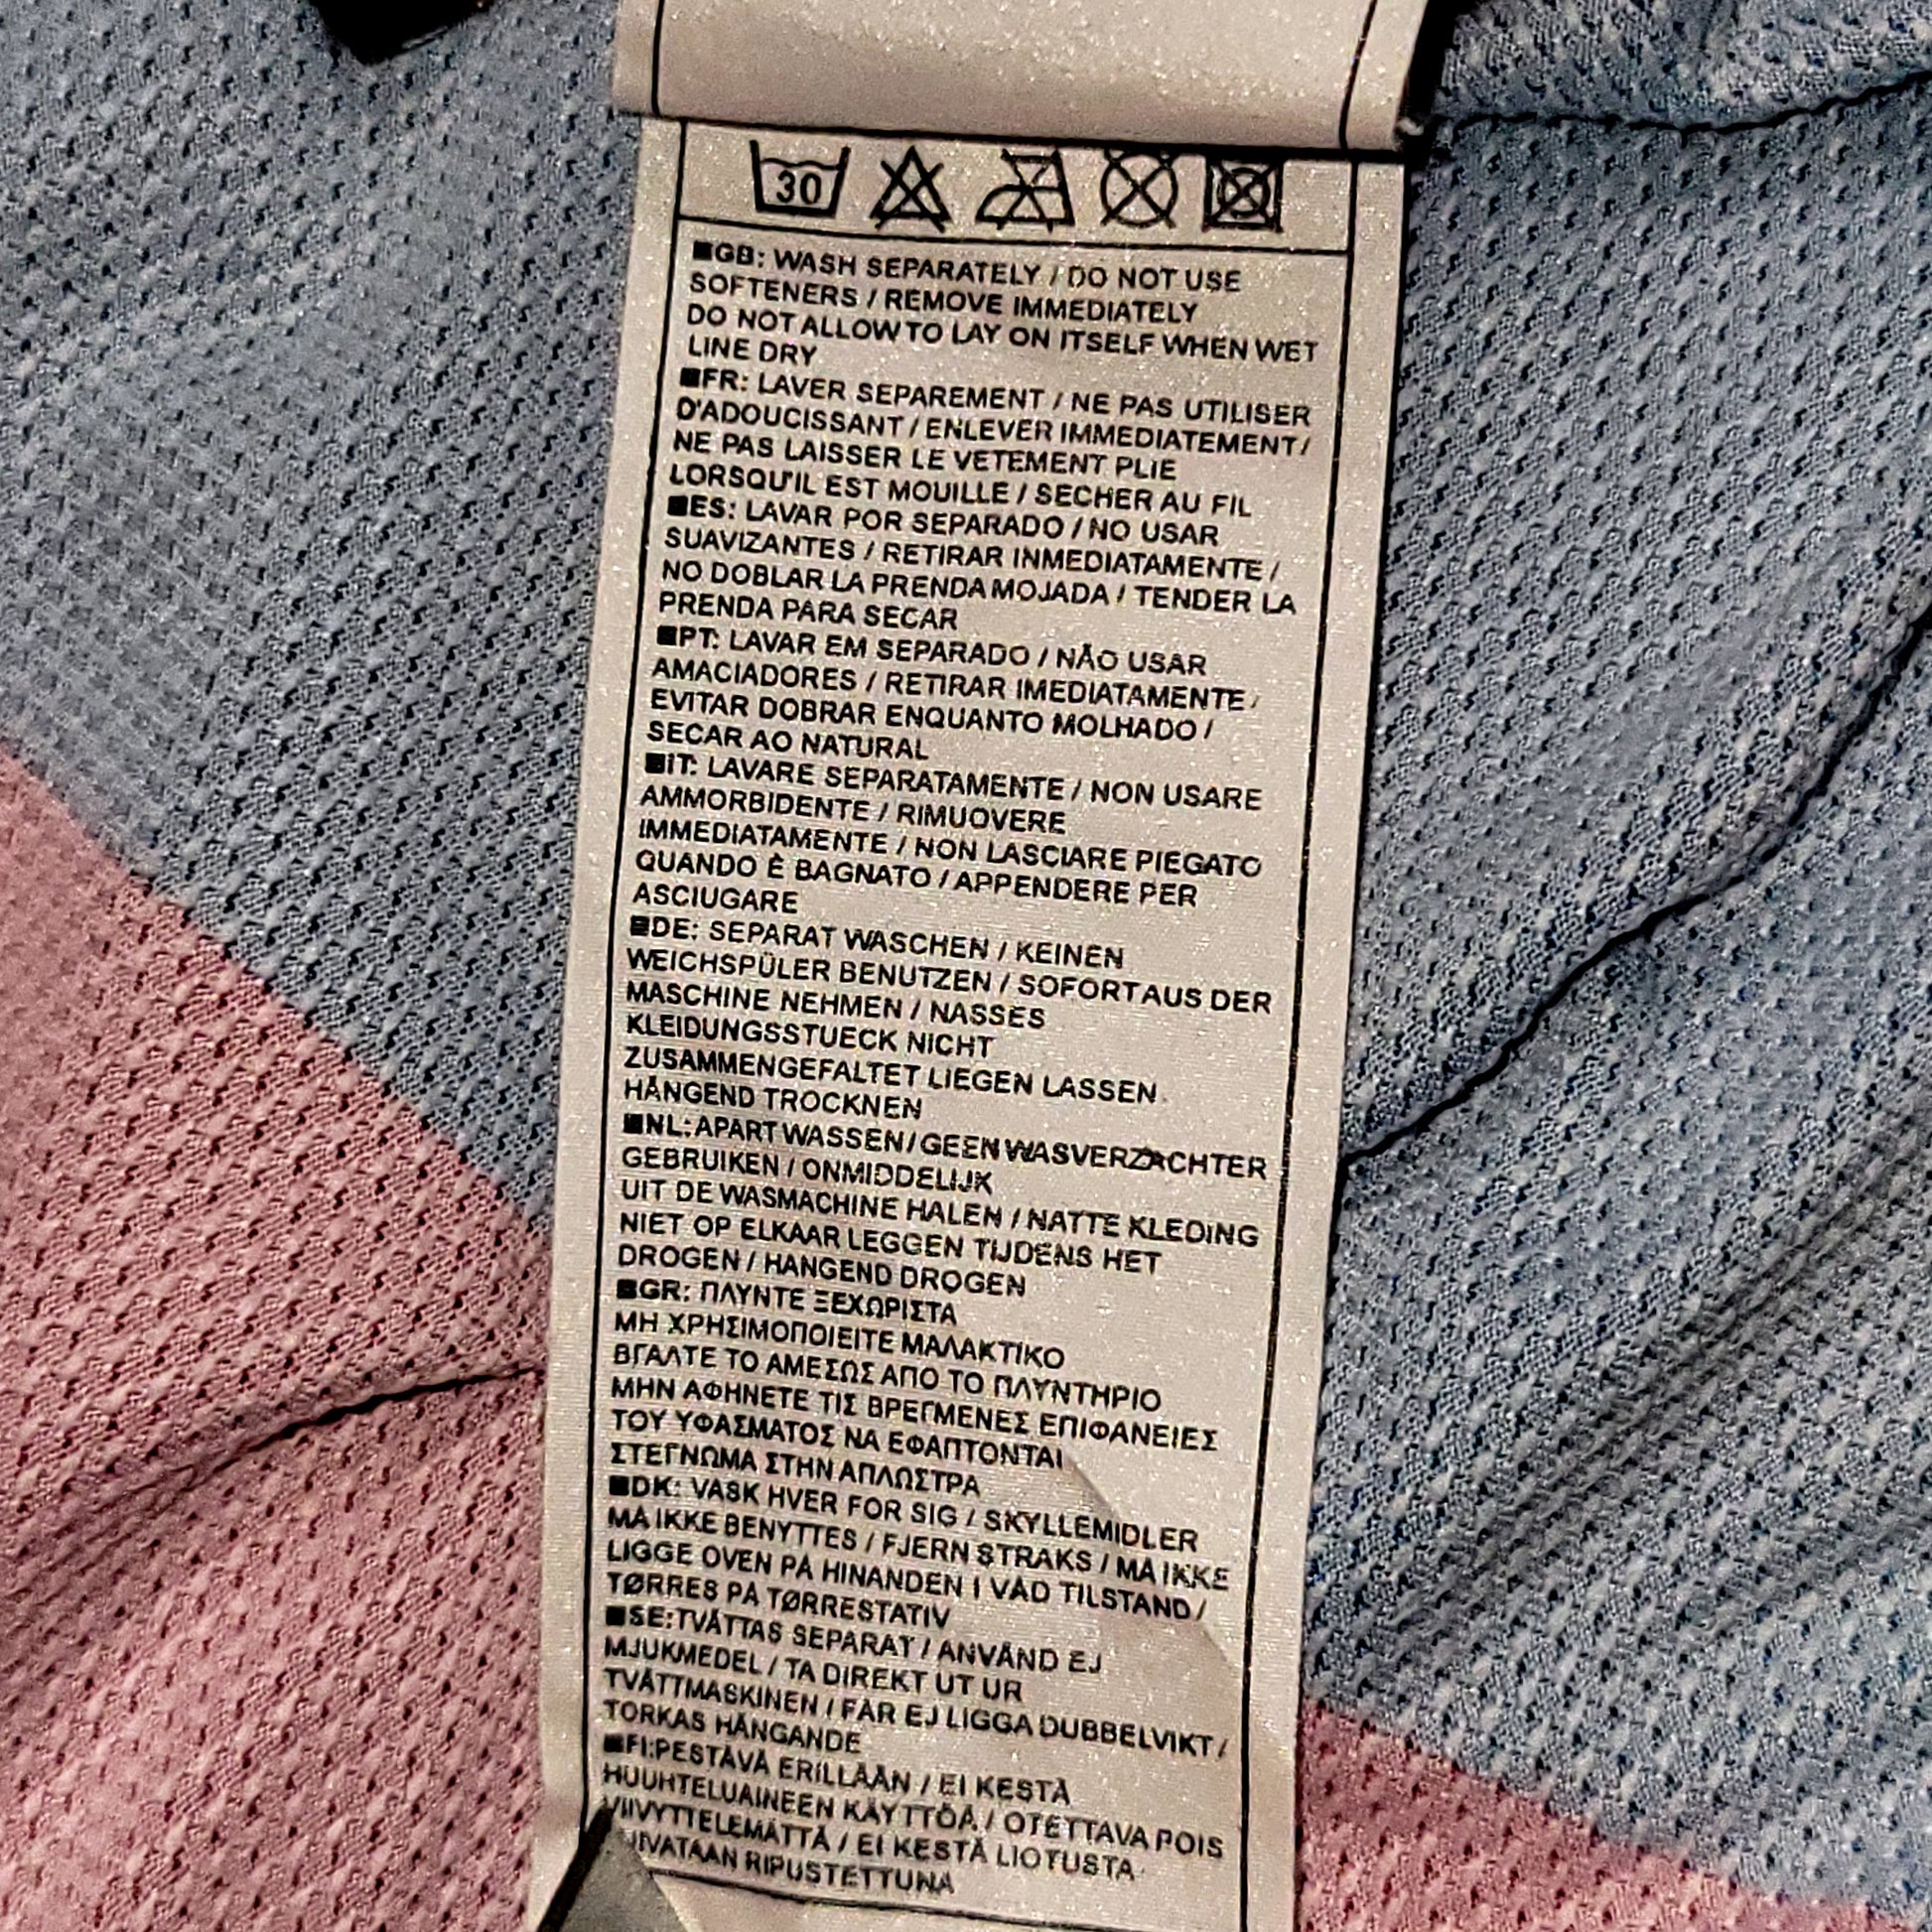 30
■GB: WASH SEPARATELY / DO NOT USE
SOFTENERS / REMOVE IMMEDIATELY
DO NOT ALLOW TO LAY ON ITSELF WHEN WET
LINE DRY
■FR: LAVER SEPAREMENT / NE PAS UTILISER
D'ADOUCISSANT / ENLEVER IMMEDIATEMENT /
NE PAS LAISSER LE VETEMENT PLIE
LORSQU'IL EST MOUILLE / SECHER AU FIL
■ES: LAVAR POR SEPARADO / NO USAR
SUAVIZANTES / RETIRAR INMEDIATAMENTE /
NO DOBLAR LA PRENDA MOJADA / TENDER LA
PRENDA PARA SECAR
■PT: LAVAR EM SEPARADO / NÃO USAR
AMACIADORES / RETIRAR IMEDIATAMENTE /
EVITAR DOBRAR ENQUANTO MOLHADO /
SECAR AO NATURAL
■IT: LAVARE SEPARATAMENTE / NON USARE
AMMORBIDENTE / RIMUOVERE
IMMEDIATAMENTE / NON LASCIARE PIEGATO
QUANDO È BAGNATO / APPENDERE PER
ASCIUGARE
■DE: SEPARAT WASCHEN / KEINEN
WEICHSPÜLER BENUTZEN / SOFORT AUS DER
MASCHINE NEHMEN / NASSES
KLEIDUNGSSTUECK NICHT
ZUSAMMENGEFALTET LIEGEN LASSEN
HÄNGEND TROCKNEN
■NL: APART WASSEN / GEEN WASVERZACHTER
GEBRUIKEN / ONMIDDELIJK
UIT DE WASMACHINE HALEN / NATTE KLEDING
NIET OP ELKAAR LEGGEN TIJDENS HET
DROGEN / HANGEND DROGEN
■GR: ΠΛΥΝΤΕ ΞΕΧΩΡΙΣΤΑ
ΜΗ ΧΡΗΣΙΜΟΠΟΙΕΙΤΕ ΜΑΛΑΚΤΙΚΟ
ΒΓΑΛΤΕ ΤΟ ΑΜΕΣΩΣ ΑΠΟ ΤΟ ΠΛΥΝΤΗΡΙΟ
ΜΗΝ ΑΦΗΝΕΤΕ ΤΙΣ ΒΡΕΓΜΕΝΕΣ ΕΠΙΦΑΝΕΙΕΣ
ΤΟΥ ΥΦΑΣΜΑΤΟΣ ΝΑ ΕΦΑΠΤΟΝΤΑΙ
ΣΤΕΓΝΩΜΑ ΣΤΗΝ ΑΠΛΩΣΤΡΑ
■DK: VASK HVER FOR SIG / SKYLLEMIDLER
MÅ IKKE BENYTTES / FJERN STRAKS / MÅ IKKE
LIGGE OVEN PÅ HINANDEN I VÅD TILSTAND /
TØRRES PÅ TØRRESTATIV
■SE: TVÄTTAS SEPARAT / ANVÄND EJ
MJUKMEDEL / TA DIREKT UT UR
TVÄTTMASKINEN / FÅR EJ LIGGA DUBBELVIKT /
TORKAS HÄNGANDE
■FI: PESTÄVÄ ERILLÄÄN / EI KESTÄ
HUUHTELUAINEEN KÄYTTÖÄ / OTETTAVA POIS
VIIVYTTELEMÄTTÄ / EI KESTÄ LIOTUSTA
RIPUSTETTUNA